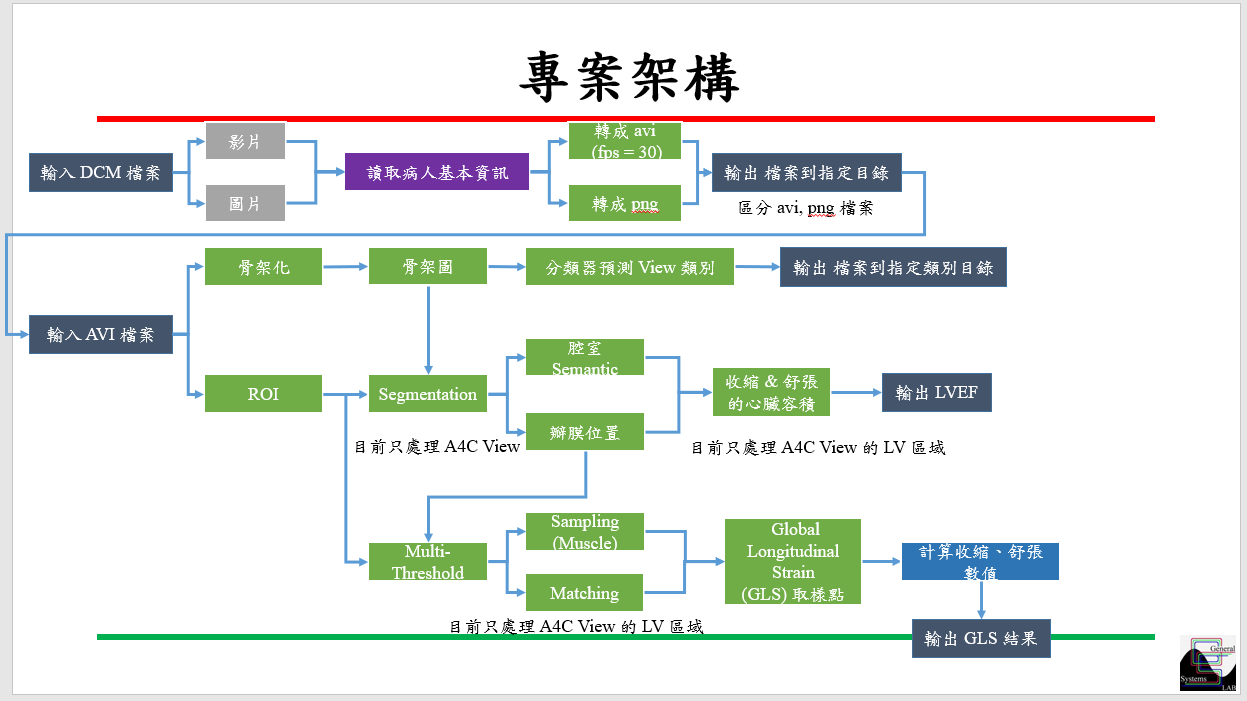 專案架構
輸入 DCM 檔案
影片
圖片
讀取病人基本資訊
轉成 avi
(fps = 30)
轉成 png
輸出 檔案到指定目錄
區分 avi, png 檔案
輸入 AVI 檔案
骨架化
骨架圖
分類器預測 View 類別
輸出 檔案到指定類別目錄
ROI
Segmentation
目前只處理 A4C View
腔室
Semantic
瓣膜位置
收縮 & 舒張
的心臟容積
輸出 LVEF
目前只處理 A4C View 的 LV 區域
Multi-
Threshold
Sampling
(Muscle)
Matching
目前只處理 A4C View 的 LV 區域
Global
Longitudinal
Strain
(GLS) 取樣點
計算收縮、舒張
數值
輸出 GLS 結果
General
Systems
LAB